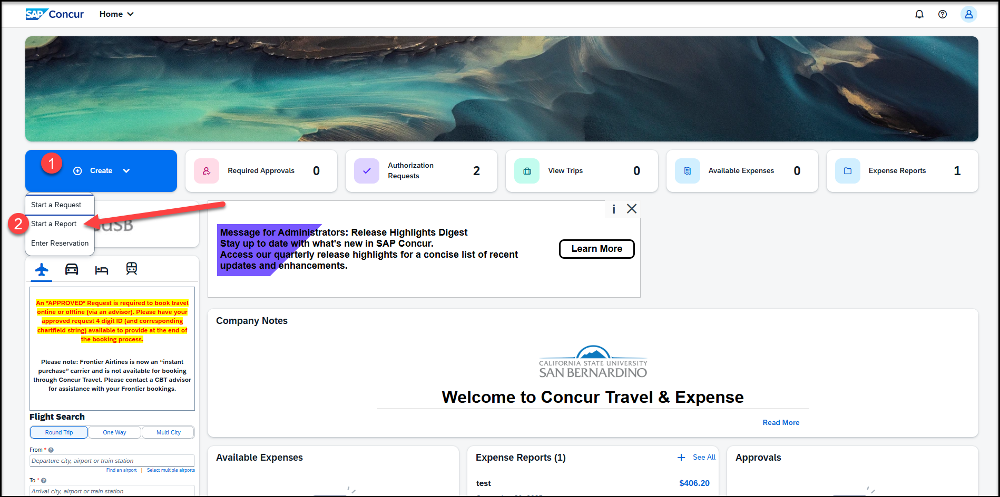 SAP Concur
Home
1
Create
Required Approvals
0
Authorization
Requests
2
View Trips
0
Available Expenses
0
Expense Reports
1
Start a Request
2
Start a Report
Enter Reservation
i
Message for Administrators: Release Highlights Digest
Stay up to date with what's new in SAP Concur.
Access our quarterly release highlights for a concise list of recent
updates and enhancements.
Learn More
An *APPROVED* Request is required to book travel
online or offline (via an advisor). Please have your
approved request 4 digit ID (and corresponding
chartfield string) available to provide at the end of
the booking process.
Please note: Frontier Airlines is now an “instant
purchase” carrier and is not available for booking
through Concur Travel. Please contact a CBT advisor
for assistance with your Frontier bookings.
Flight Search
Round Trip
One Way
Multi City
From *
Departure city, airport or train station
Find an airport | Select multiple airports
To *
Arrival city, airport or train station
Company Notes
CALIFORNIA STATE UNIVERSITY
SAN BERNARDINO
Welcome to Concur Travel & Expense
Read More
Available Expenses
Expense Reports (1)
See All
test
$406.20
Approvals